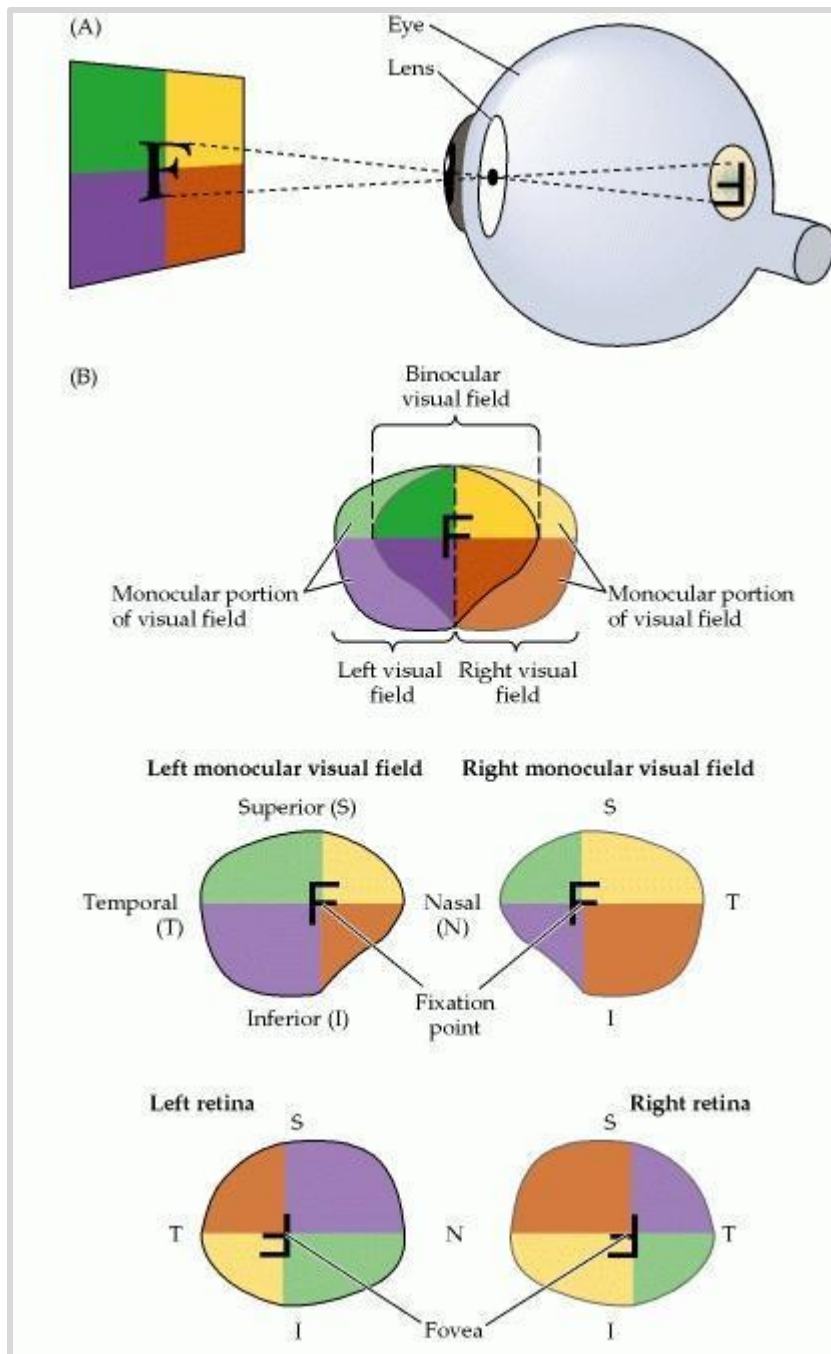 (A)
Eye
Lens
F
F
(B)
Binocular
visual field
F
Monocular portion
of visual field
Monocular portion
of visual field
Left visual
field
Right visual
field
Left monocular visual field
Right monocular visual field
Superior (S)
S
F
F
Temporal
(T)
Nasal
(N)
T
Fixation
point
Inferior (I)
I
Left retina
Right retina
S
S
T
F
N
F
T
Fovea
I
I